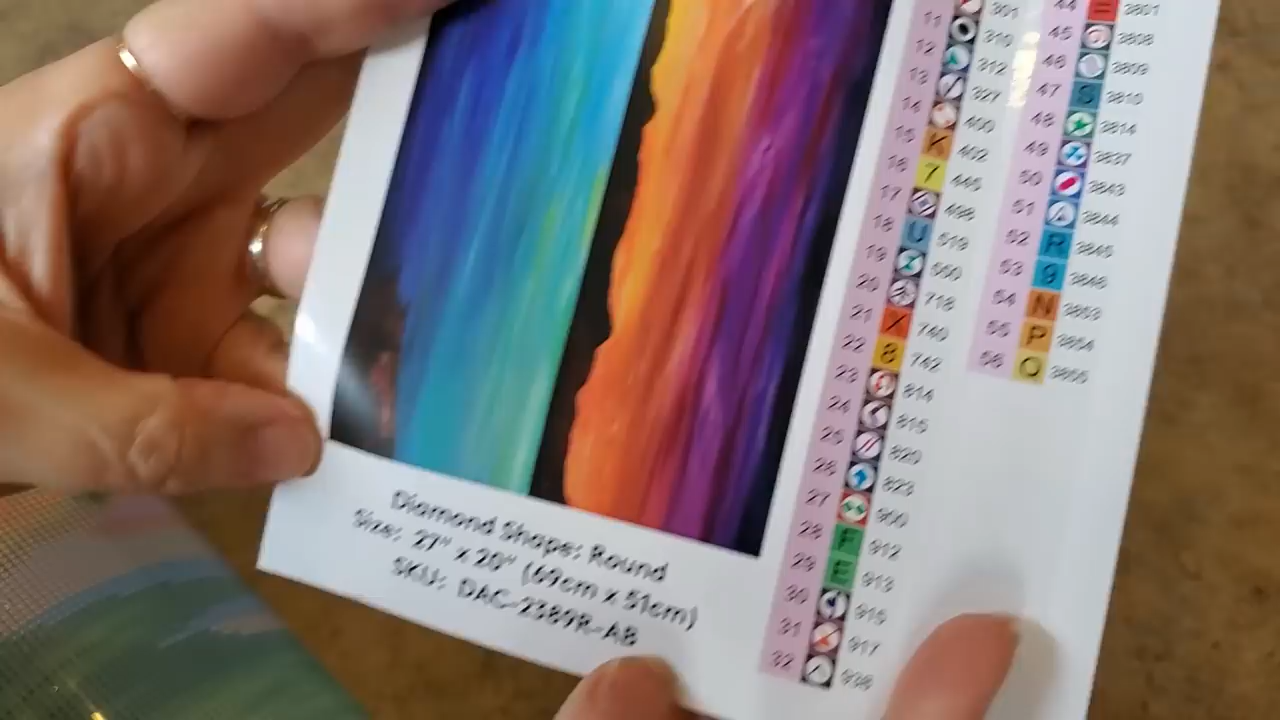 Diamond Shape: Round
Size: 27" x 20" (69cm x 51cm)
SKU: DAC-2389R-AB
11 301
12 310
13 312
14 327
15 400
16 K 402
17 7 445
18 498
19 U 519
20 550
21 718
22 X 740
23 8 742
24 814
25 815
26 820
27 823
28 900
29 F 912
30 E 913
31 915
32 917
44 = 3801
45 3808
46 3809
47 S 3810
48 3814
49 3837
50 3843
51 3844
52 R 3845
53 9 3846
54 N 3853
55 P 3854
56 O 3855